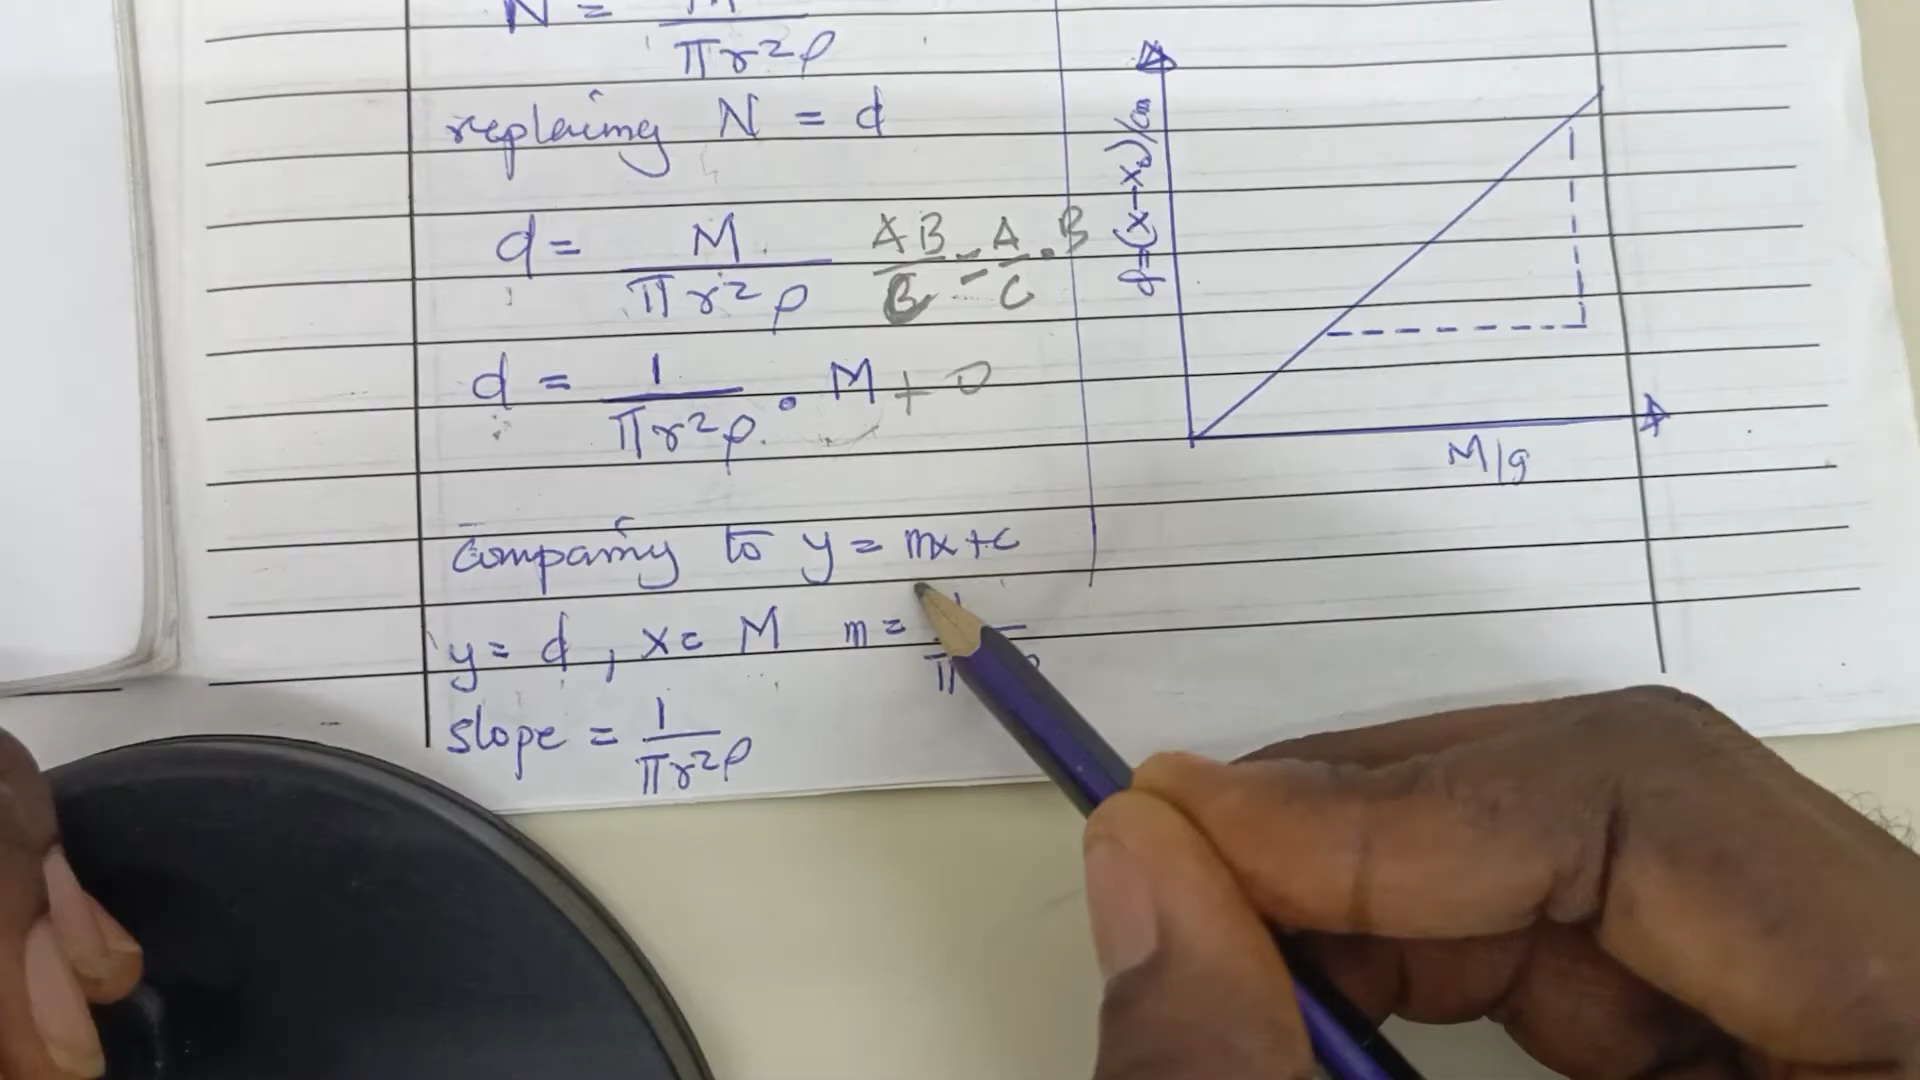 N = M
πr²ρ
replacing N = d
d = M / πr²ρ AB / C = A / C . B
d = 1 / πr²ρ . M + 0
Comparing to y = mx + c
y = d , x = M m =
slope = 1 / πr²ρ
d=(x-x₀)/cm
M/g